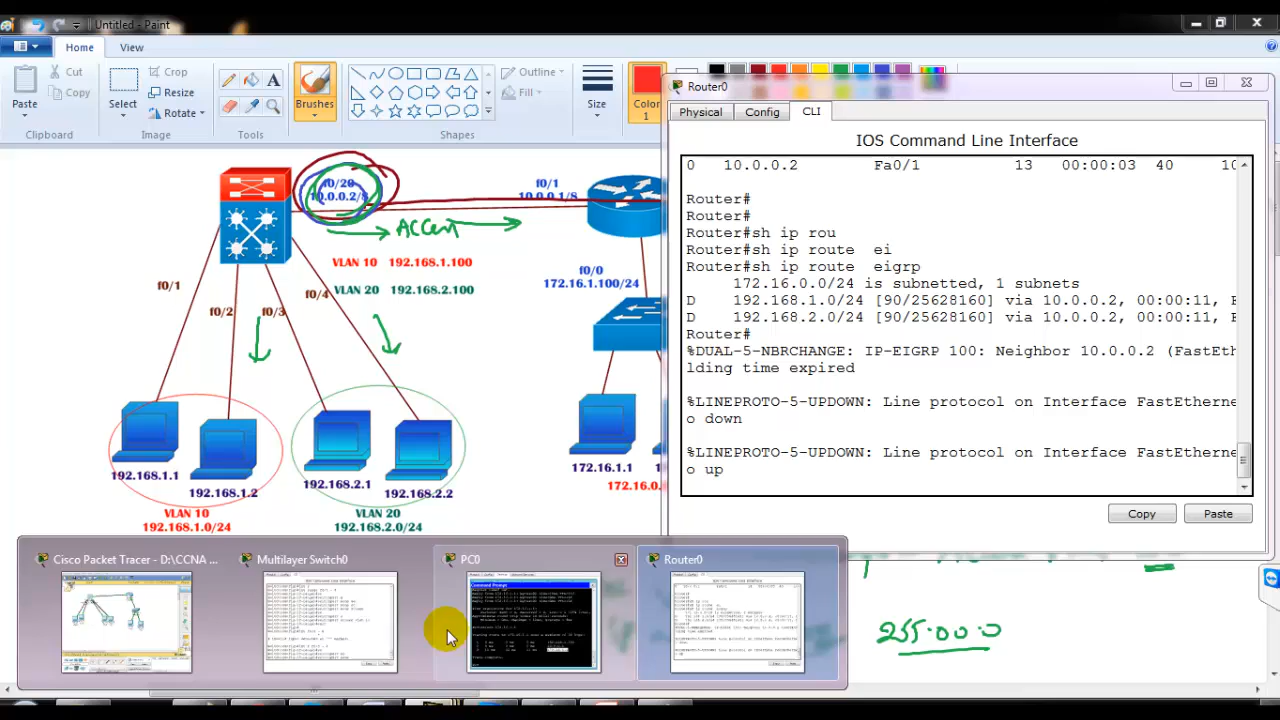 Untitled - Paint
Home
View
Paste
Cut
Copy
Clipboard
Select
Crop
Resize
Rotate
Image
Tools
Brushes
Shapes
Outline
Fill
Size
Color
1
Router0
Physical
Config
CLI
IOS Command Line Interface
0 10.0.0.2 Fa0/1 13 00:00:03 40 10
Router#
Router#
Router#sh ip rou
Router#sh ip route ei
Router#sh ip route eigrp
172.16.0.0/24 is subnetted, 1 subnets
D 192.168.1.0/24 [90/25628160] via 10.0.0.2, 00:00:11,
D 192.168.2.0/24 [90/25628160] via 10.0.0.2, 00:00:11,
Router#
%DUAL-5-NBRCHANGE: IP-EIGRP 100: Neighbor 10.0.0.2 (FastEth
lding time expired
%LINEPROTO-5-UPDOWN: Line protocol on Interface FastEtherne
o down
%LINEPROTO-5-UPDOWN: Line protocol on Interface FastEtherne
o up
Copy
Paste
f0/20
10.0.0.2/8
f0/1
10.0.0.1/8
VLAN 10 192.168.1.100
VLAN 20 192.168.2.100
f0/0
172.16.1.100/24
f0/1
f0/2
f0/3
f0/4
192.168.1.1
192.168.1.2
192.168.2.1
192.168.2.2
172.16.1.1
172.16.0.
VLAN 10
192.168.1.0/24
VLAN 20
192.168.2.0/24
Cisco Packet Tracer - D:\CCNA ...
Multilayer Switch0
PC0
Router0